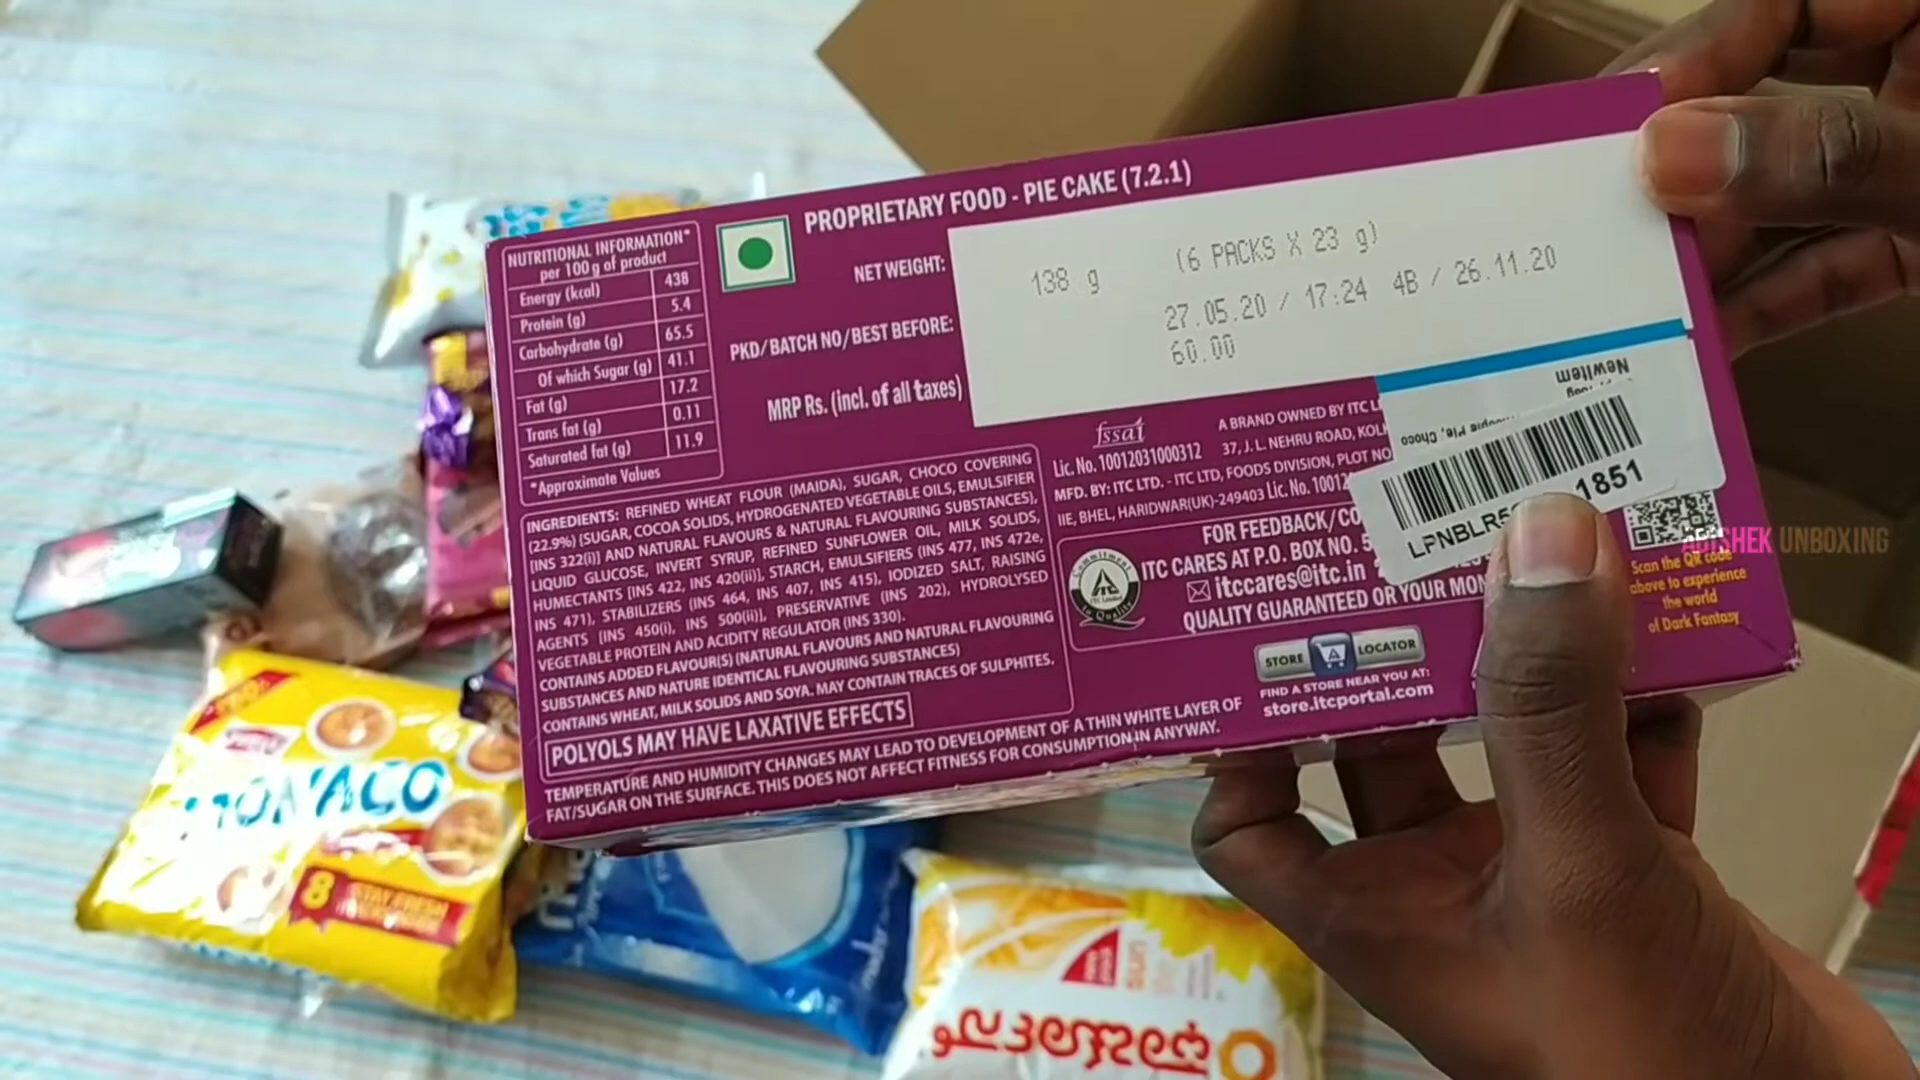 PROPRIETARY FOOD - PIE CAKE (7.2.1)
NUTRITIONAL INFORMATION*
per 100 g of product
Energy (kcal) 438
Protein (g) 5.4
Carbohydrate (g) 65.5
Of which Sugar (g) 41.1
Fat (g) 17.2
Trans fat (g) 0.11
Saturated fat (g) 11.9
*Approximate Values
NET WEIGHT: 138 g (6 PACKS X 23 g)
PKD/BATCH NO/BEST BEFORE: 27.05.20 / 17:24 4B / 26.11.20
MRP Rs. (incl. of all taxes) 60.00
INGREDIENTS: REFINED WHEAT FLOUR (MAIDA), SUGAR, CHOCO COVERING
(22.9%) (SUGAR, COCOA SOLIDS, HYDROGENATED VEGETABLE OILS, EMULSIFIER
[INS 322(i)] AND NATURAL FLAVOURS & NATURAL FLAVOURING SUBSTANCES),
LIQUID GLUCOSE, INVERT SYRUP, REFINED SUNFLOWER OIL, MILK SOLIDS,
HUMECTANTS [INS 422, INS 420(ii)], STARCH, EMULSIFIERS (INS 477, INS 472e,
INS 471), STABILIZERS (INS 464, INS 407, INS 415), IODIZED SALT, RAISING
AGENTS [INS 450(i), INS 500(ii)], PRESERVATIVE (INS 202), HYDROLYSED
VEGETABLE PROTEIN AND ACIDITY REGULATOR (INS 330).
CONTAINS ADDED FLAVOUR(S) (NATURAL FLAVOURS AND NATURAL FLAVOURING
SUBSTANCES AND NATURE IDENTICAL FLAVOURING SUBSTANCES)
CONTAINS WHEAT, MILK SOLIDS AND SOYA. MAY CONTAIN TRACES OF SULPHITES.
POLYOLS MAY HAVE LAXATIVE EFFECTS
TEMPERATURE AND HUMIDITY CHANGES MAY LEAD TO DEVELOPMENT OF A THIN WHITE LAYER OF
FAT/SUGAR ON THE SURFACE. THIS DOES NOT AFFECT FITNESS FOR CONSUMPTION IN ANYWAY.
fssai
Lic. No. 10012031000312
A BRAND OWNED BY ITC
37, J. L. NEHRU ROAD,
MFD. BY: ITC LTD. - ITC LTD, FOODS DIVISION, PLOT NO
IIE, BHEL, HARIDWAR(UK)-249403 Lic. No.
FOR FEEDBACK/
ITC CARES AT P.O. BOX NO.
itccares@itc.in
QUALITY GUARANTEED OR YOUR
Commitment
to Quality
STORE LOCATOR
FIND A STORE NEAR YOU AT:
store.itcportal.com
NewItem
Pie, Choco
1851
Scan the QR code
above to experience
the world
of Dark Fantasy
ABISHEK UNBOXING
MONACO
8
STAY FRESH